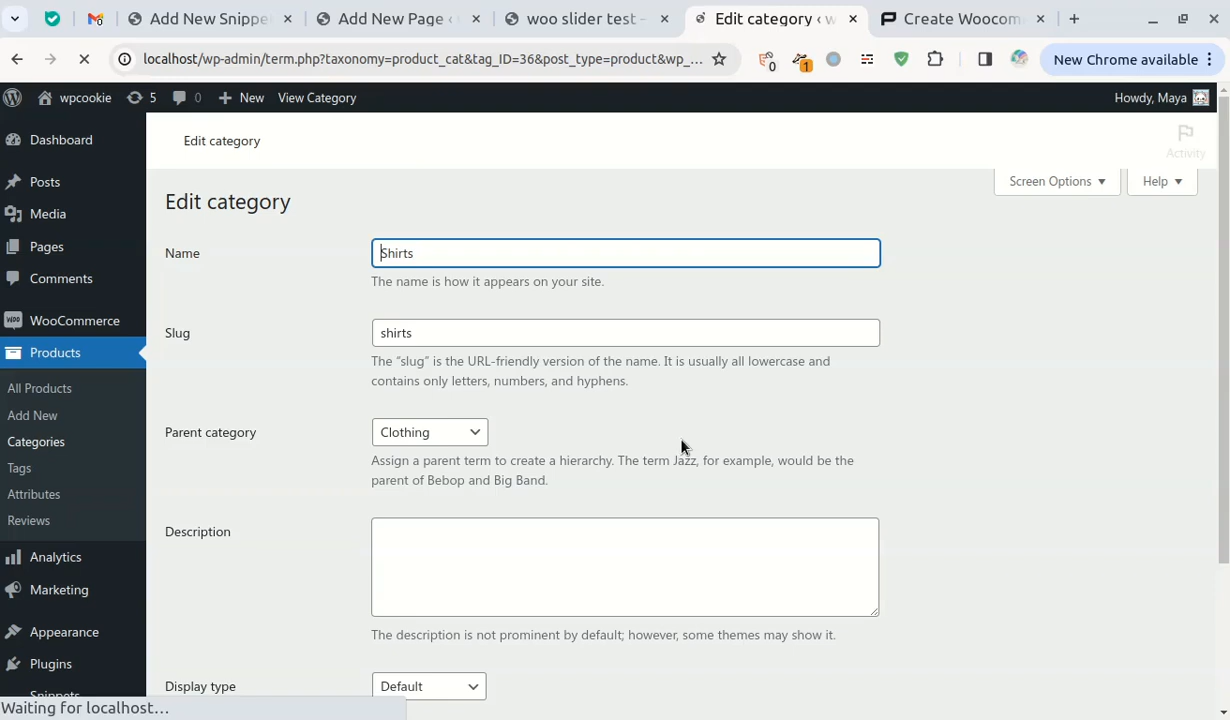 Add New Snippe
Add New Page ‹
woo slider test –
Edit category ‹ w
Create Woocom
localhost/wp-admin/term.php?taxonomy=product_cat&tag_ID=36&post_type=product&wp_...
0
1
New Chrome available
wpcookie
5
0
New
View Category
Howdy, Maya
Dashboard
Posts
Media
Pages
Comments
WooCommerce
Products
All Products
Add New
Categories
Tags
Attributes
Reviews
Analytics
Marketing
Appearance
Plugins
Snippets
Edit category
Activity
Screen Options
Help
Edit category
Name
Shirts
The name is how it appears on your site.
Slug
shirts
The “slug” is the URL-friendly version of the name. It is usually all lowercase and
contains only letters, numbers, and hyphens.
Parent category
Clothing
Assign a parent term to create a hierarchy. The term Jazz, for example, would be the
parent of Bebop and Big Band.
Description
The description is not prominent by default; however, some themes may show it.
Display type
Default
Waiting for localhost...